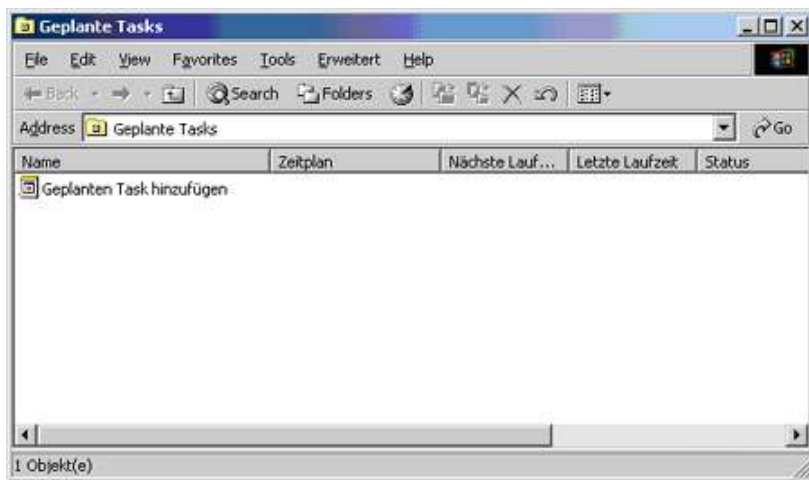 Geplante Tasks
File Edit View Favorites Tools Erweitert Help
Back Search Folders
Address Geplante Tasks Go
Name Zeitplan Nächste Lauf... Letzte Laufzeit Status
Geplanten Task hinzufügen
1 Objekt(e)